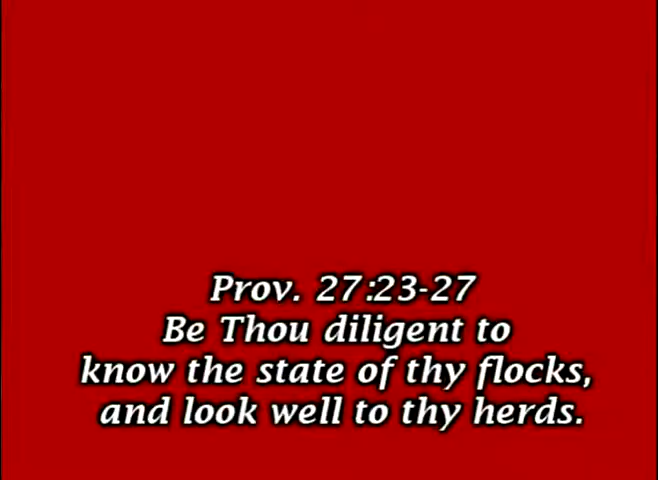 Prov. 27:23-27
Be Thou diligent to
know the state of thy flocks,
and look well to thy herds.